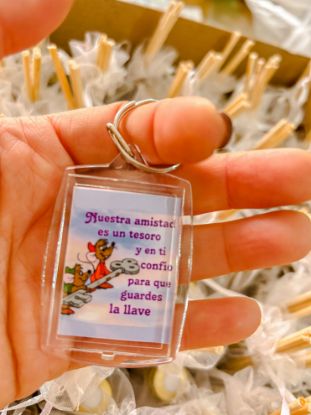 Nuestra amistad
es un tesoro
y en ti
confio
para que
guardes
la llave